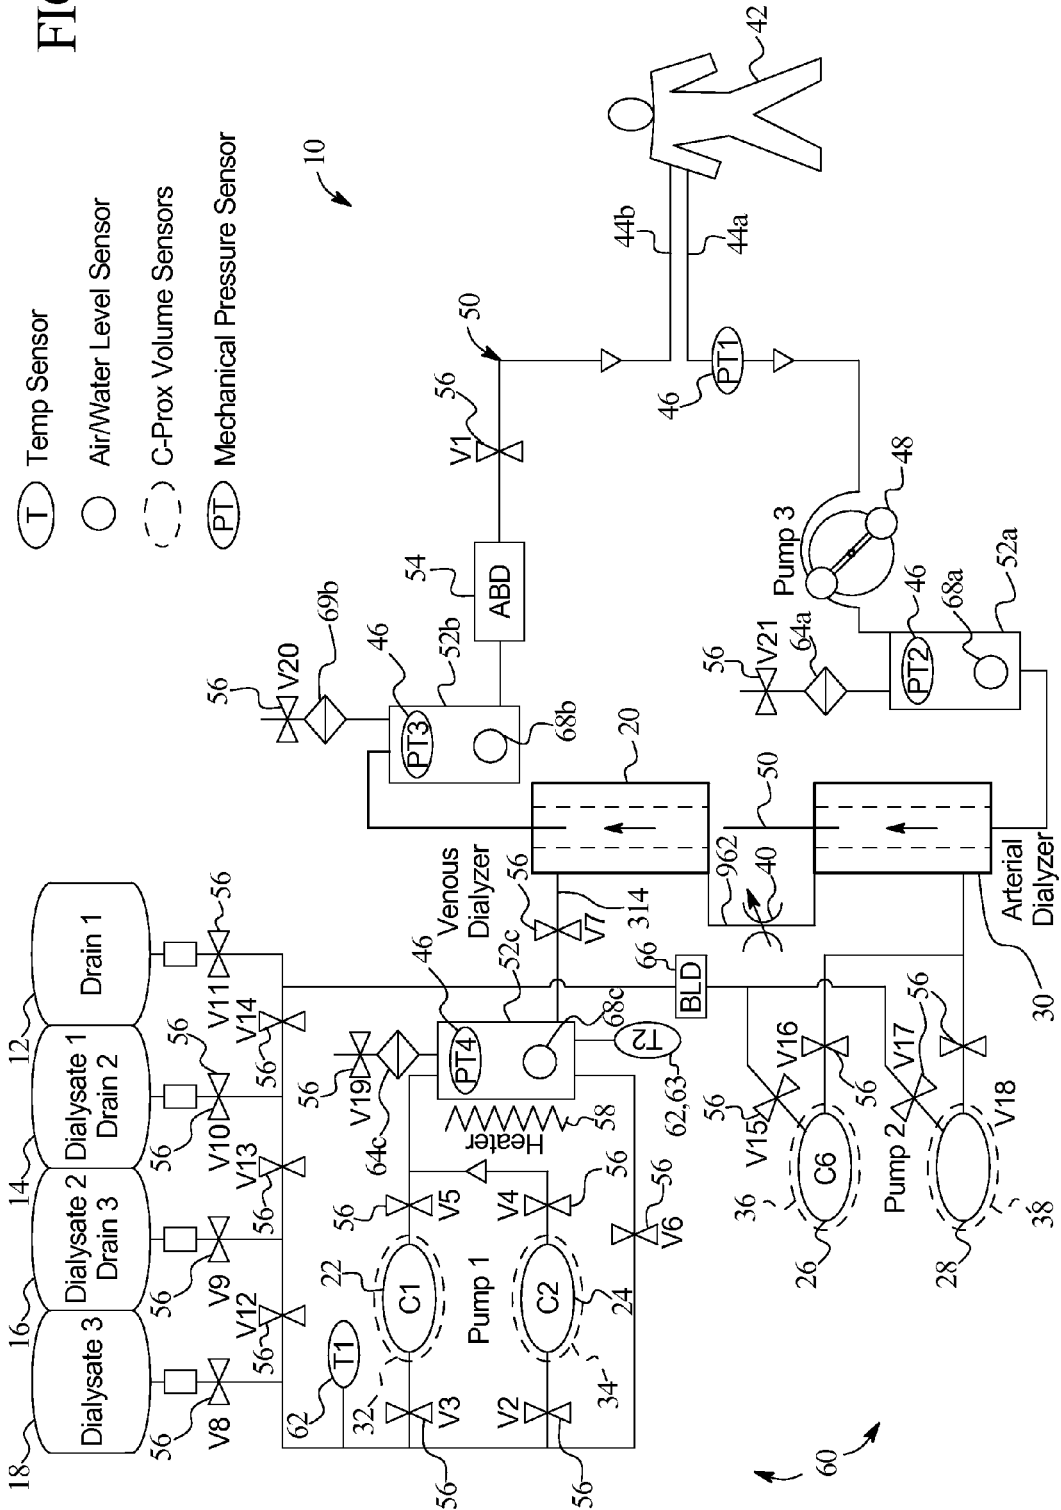 FIG
T Temp Sensor
Air/Water Level Sensor
C-Prox Volume Sensors
PT Mechanical Pressure Sensor
10
18
16
14
12
Dialysate 3
Dialysate 2
Drain 3
Dialysate 1
Drain 2
Drain 1
56
56
56
56
56
56
V8
V9
V10
V11
V12
V13
V14
56
56
56
62
T1
32
22
C1
V3
56
56
V5
Pump 1
V2
56
34
C2
24
V4
56
V6
56
64c
V19
56
46
PT4
52c
68c
Heater
58
T2
62,63
Venous
Dialyzer
56
V7
314
66
BLD
962
40
50
20
56
V20
69b
46
PT3
52b
68b
54
ABD
V1
56
50
44b
44a
42
46
PT1
Pump 3
48
56
V21
64a
46
PT2
68a
52a
Arterial
Dialyzer
30
36
V15
56
V16
56
C6
26
Pump 2
V17
56
V18
28
38
60